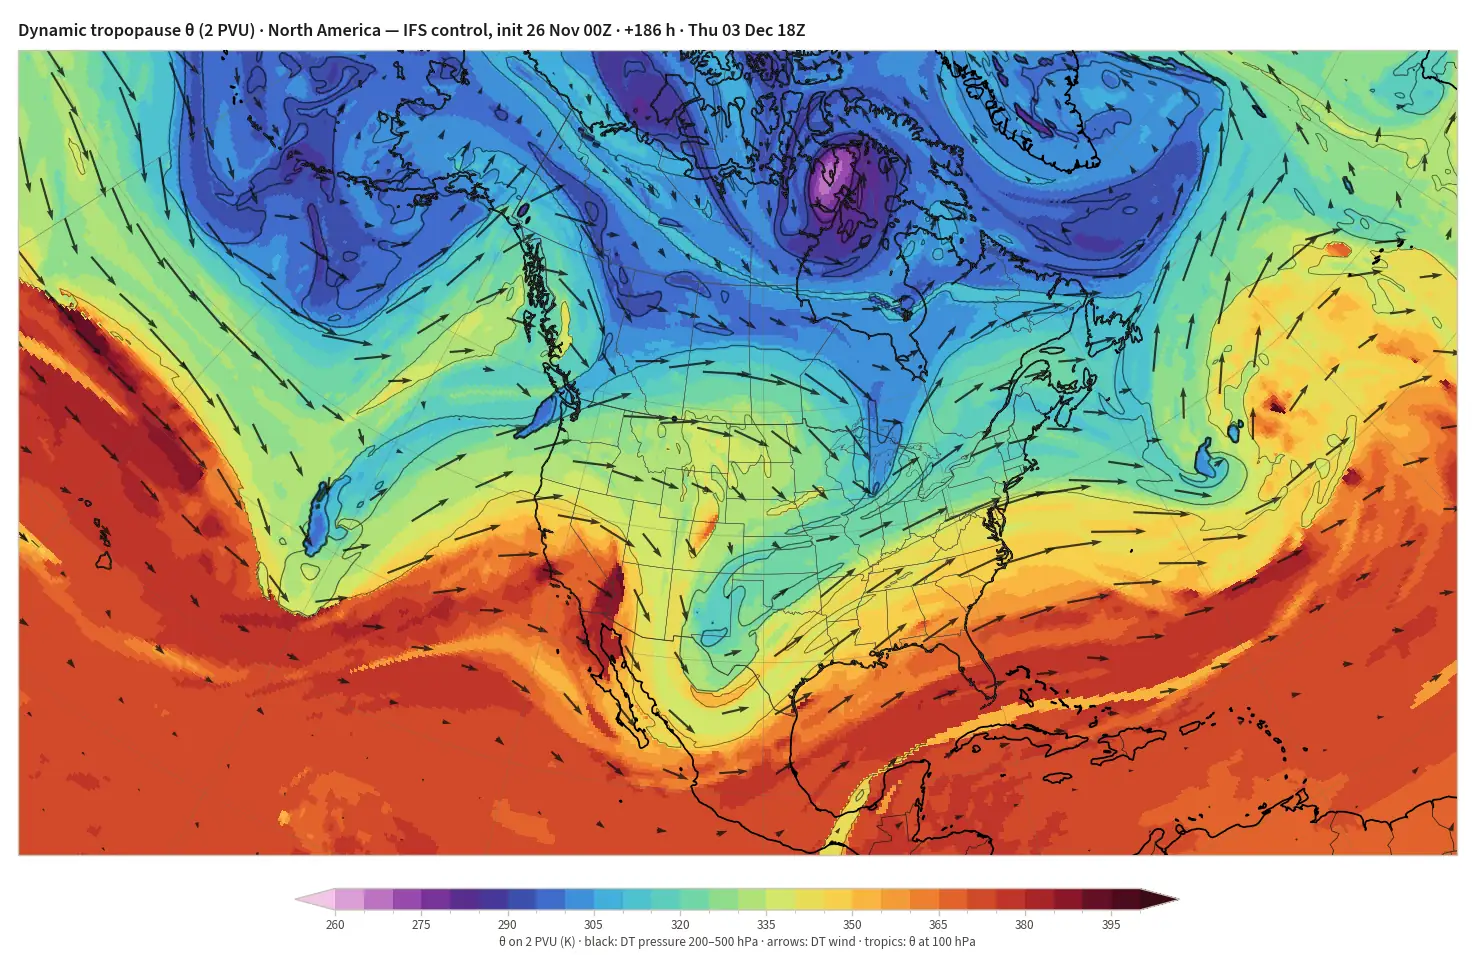 Dynamic tropopause θ (2 PVU) · North America — IFS control, init 26 Nov 00Z · +186 h · Thu 03 Dec 18Z
260 275 290 305 320 335 350 365 380 395
θ on 2 PVU (K) · black: DT pressure 200–500 hPa · arrows: DT wind · tropics: θ at 100 hPa